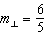 m⊥ = 6/5